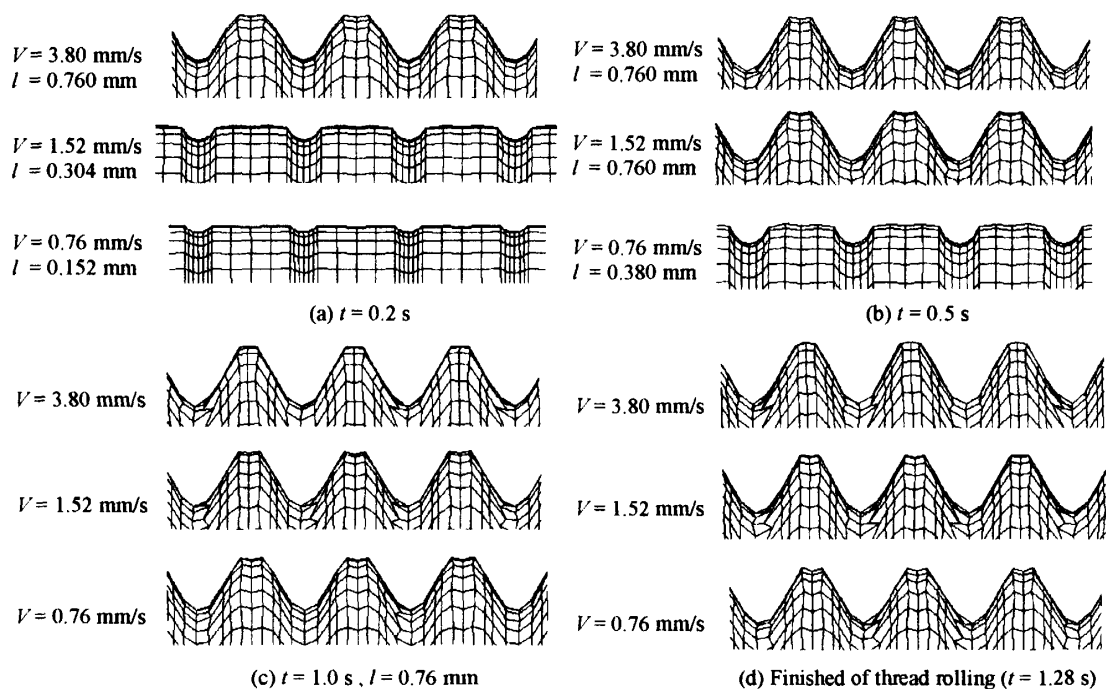 V = 3.80 mm/s
l = 0.760 mm
V = 1.52 mm/s
l = 0.304 mm
V = 0.76 mm/s
l = 0.152 mm
(a) t = 0.2 s
V = 3.80 mm/s
l = 0.760 mm
V = 1.52 mm/s
l = 0.760 mm
V = 0.76 mm/s
l = 0.380 mm
(b) t = 0.5 s
V = 3.80 mm/s
V = 1.52 mm/s
V = 0.76 mm/s
(c) t = 1.0 s , l = 0.76 mm
V = 3.80 mm/s
V = 1.52 mm/s
V = 0.76 mm/s
(d) Finished of thread rolling (t = 1.28 s)